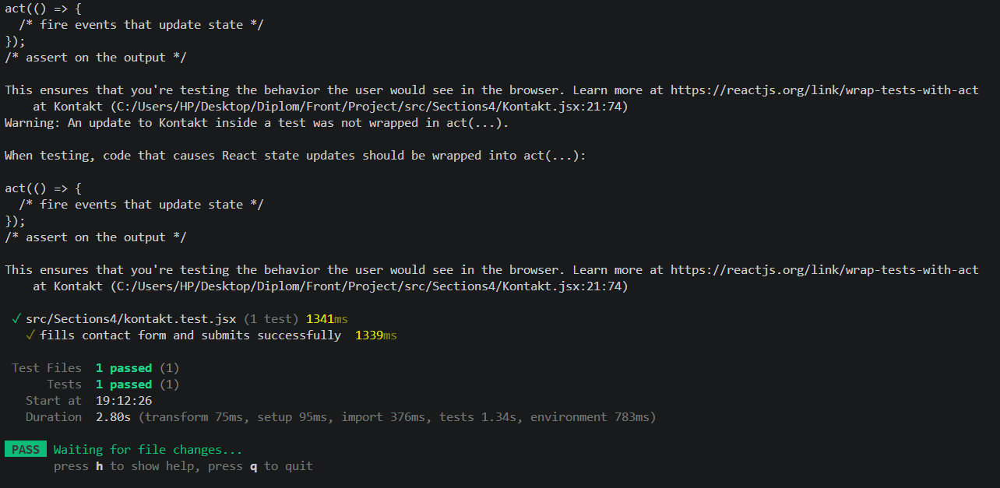 act(() => {
  /* fire events that update state */
});
/* assert on the output */

This ensures that you're testing the behavior the user would see in the browser. Learn more at https://reactjs.org/link/wrap-tests-with-act
    at Kontakt (C:/Users/HP/Desktop/Diplom/Front/Project/src/Sections4/Kontakt.jsx:21:74)
Warning: An update to Kontakt inside a test was not wrapped in act(...).

When testing, code that causes React state updates should be wrapped into act(...):

act(() => {
  /* fire events that update state */
});
/* assert on the output */

This ensures that you're testing the behavior the user would see in the browser. Learn more at https://reactjs.org/link/wrap-tests-with-act
    at Kontakt (C:/Users/HP/Desktop/Diplom/Front/Project/src/Sections4/Kontakt.jsx:21:74)

 ✓ src/Sections4/kontakt.test.jsx (1 test) 1341ms
   ✓ fills contact form and submits successfully  1339ms

 Test Files  1 passed (1)
      Tests  1 passed (1)
   Start at  19:12:26
   Duration  2.80s (transform 75ms, setup 95ms, import 376ms, tests 1.34s, environment 783ms)

 PASS  Waiting for file changes...
       press h to show help, press q to quit